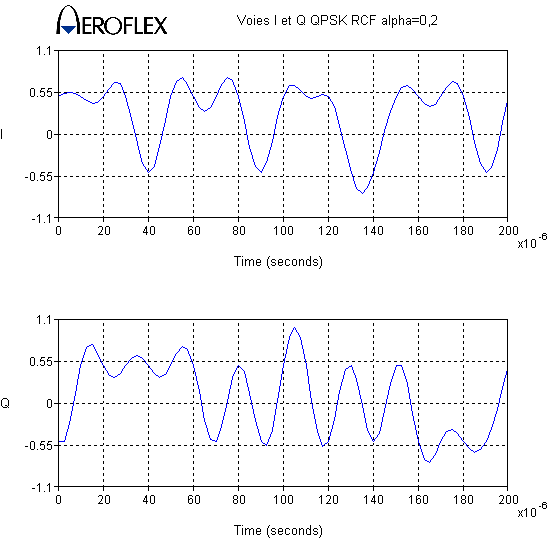 AEROFLEX
Voies I et Q QPSK RCF alpha=0,2
1.1
0.55
0
-0.55
-1.1
I
0 20 40 60 80 100 120 140 160 180 200
x10 -6
Time (seconds)
1.1
0.55
0
-0.55
-1.1
Q
0 20 40 60 80 100 120 140 160 180 200
x10 -6
Time (seconds)